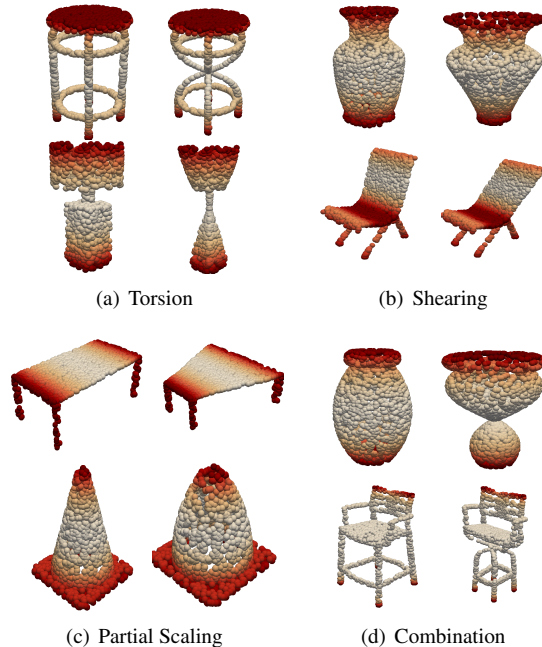 (a) Torsion
(b) Shearing
(c) Partial Scaling
(d) Combination